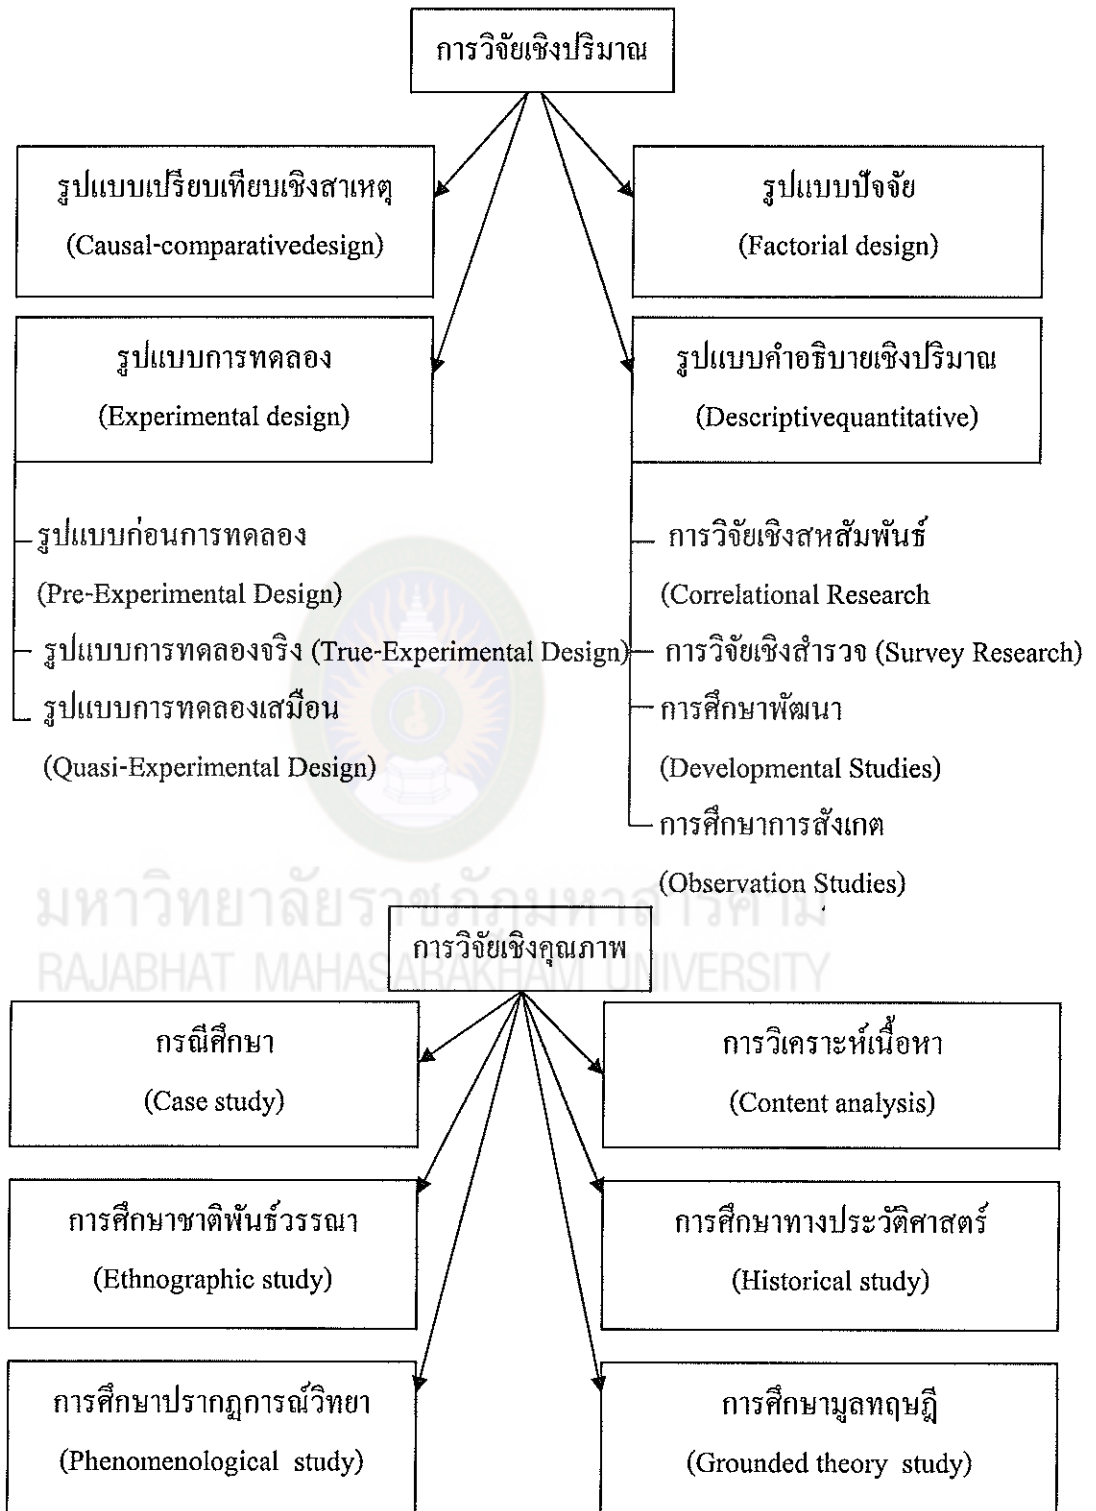 การวิจัยเชิงปริมาณ
รูปแบบเปรียบเทียบเชิงสาเหตุ
(Causal-comparativedesign)
รูปแบบปัจจัย
(Factorial design)
รูปแบบการทดลอง
(Experimental design)
รูปแบบคำอธิบายเชิงปริมาณ
(Descriptivequantitative)
รูปแบบก่อนการทดลอง
(Pre-Experimental Design)
รูปแบบการทดลองจริง (True-Experimental Design)
รูปแบบการทดลองเสมือน
(Quasi-Experimental Design)
การวิจัยเชิงสหสัมพันธ์
(Correlational Research
การวิจัยเชิงสำรวจ (Survey Research)
การศึกษาพัฒนา
(Developmental Studies)
การศึกษาการสังเกต
(Observation Studies)
มหาวิทยาลัยราชภัฏมหาสารคาม
RAJABHAT MAHASARAKHAM UNIVERSITY
การวิจัยเชิงคุณภาพ
กรณีศึกษา
(Case study)
การวิเคราะห์เนื้อหา
(Content analysis)
การศึกษาชาติพันธ์วรรณา
(Ethnographic study)
การศึกษาทางประวัติศาสตร์
(Historical study)
การศึกษาปรากฏการณ์วิทยา
(Phenomenological study)
การศึกษามูลทฤษฎี
(Grounded theory study)